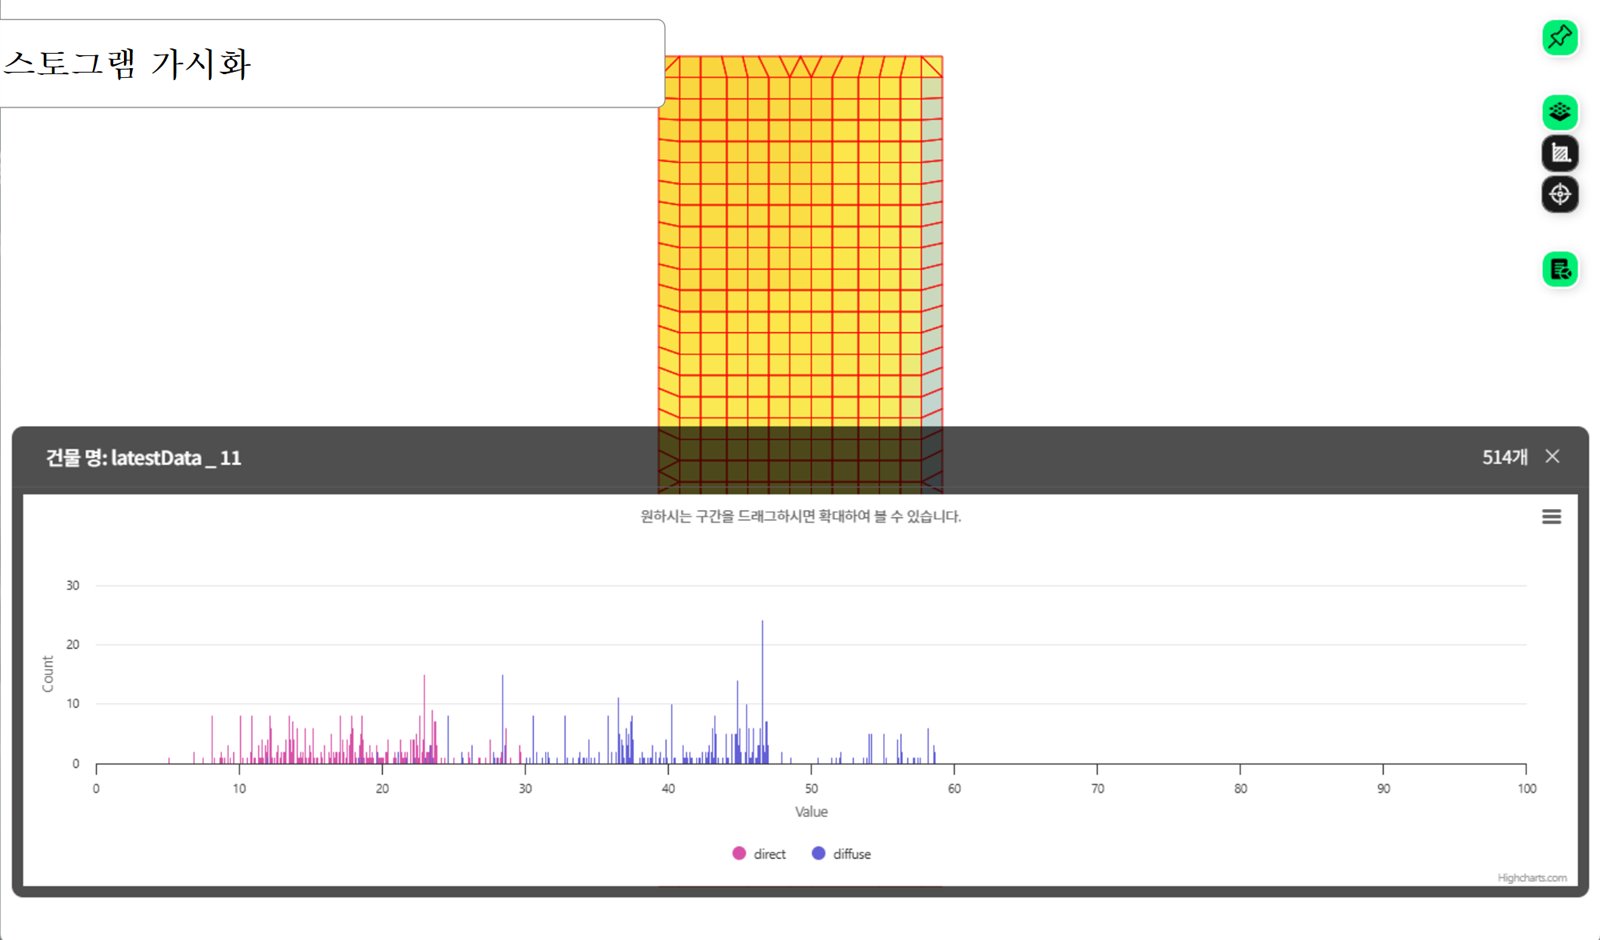 스토그램 가시화
건물 명: latestData _ 11
514개
원하시는 구간을 드래그하시면 확대하여 볼 수 있습니다.
30
20
10
0
Count
0 10 20 30 40 50 60 70 80 90 100
Value
direct
diffuse
Highcharts.com